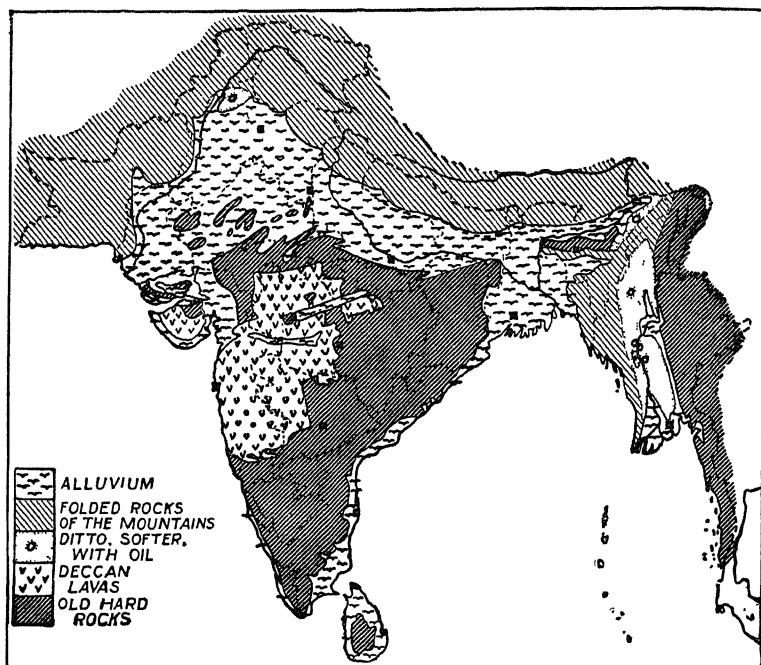 ALLUVIUM
FOLDED ROCKS
OF THE MOUNTAINS
DITTO, SOFTER,
WITH OIL
DECCAN
LAVAS
OLD HARD
ROCKS